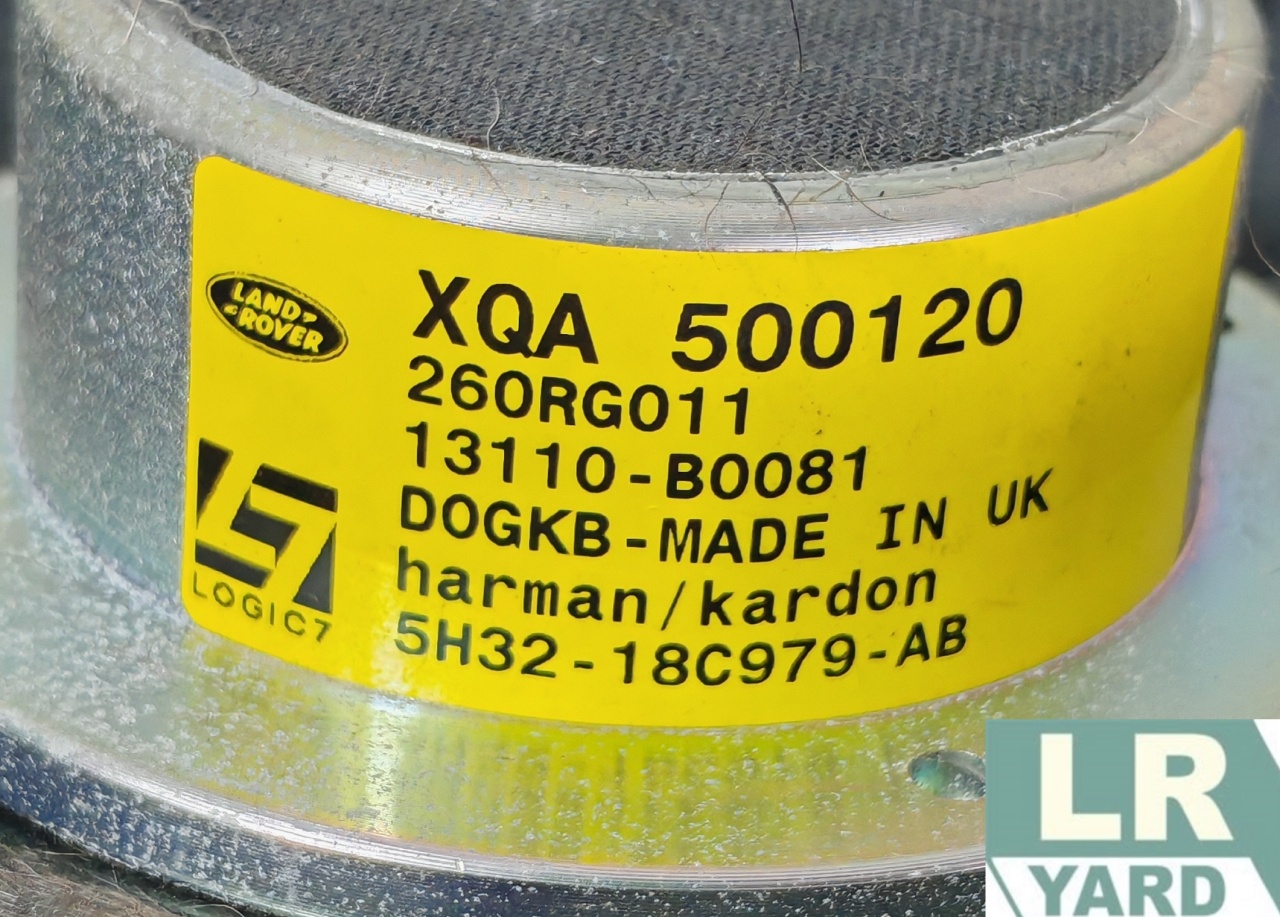 LAND-
ROVER
XQA 500120
260RG011
13110-B0081
DOGKB-MADE IN UK
harman/kardon
5H32-18C979-AB
LOGIC7
LR
YARD